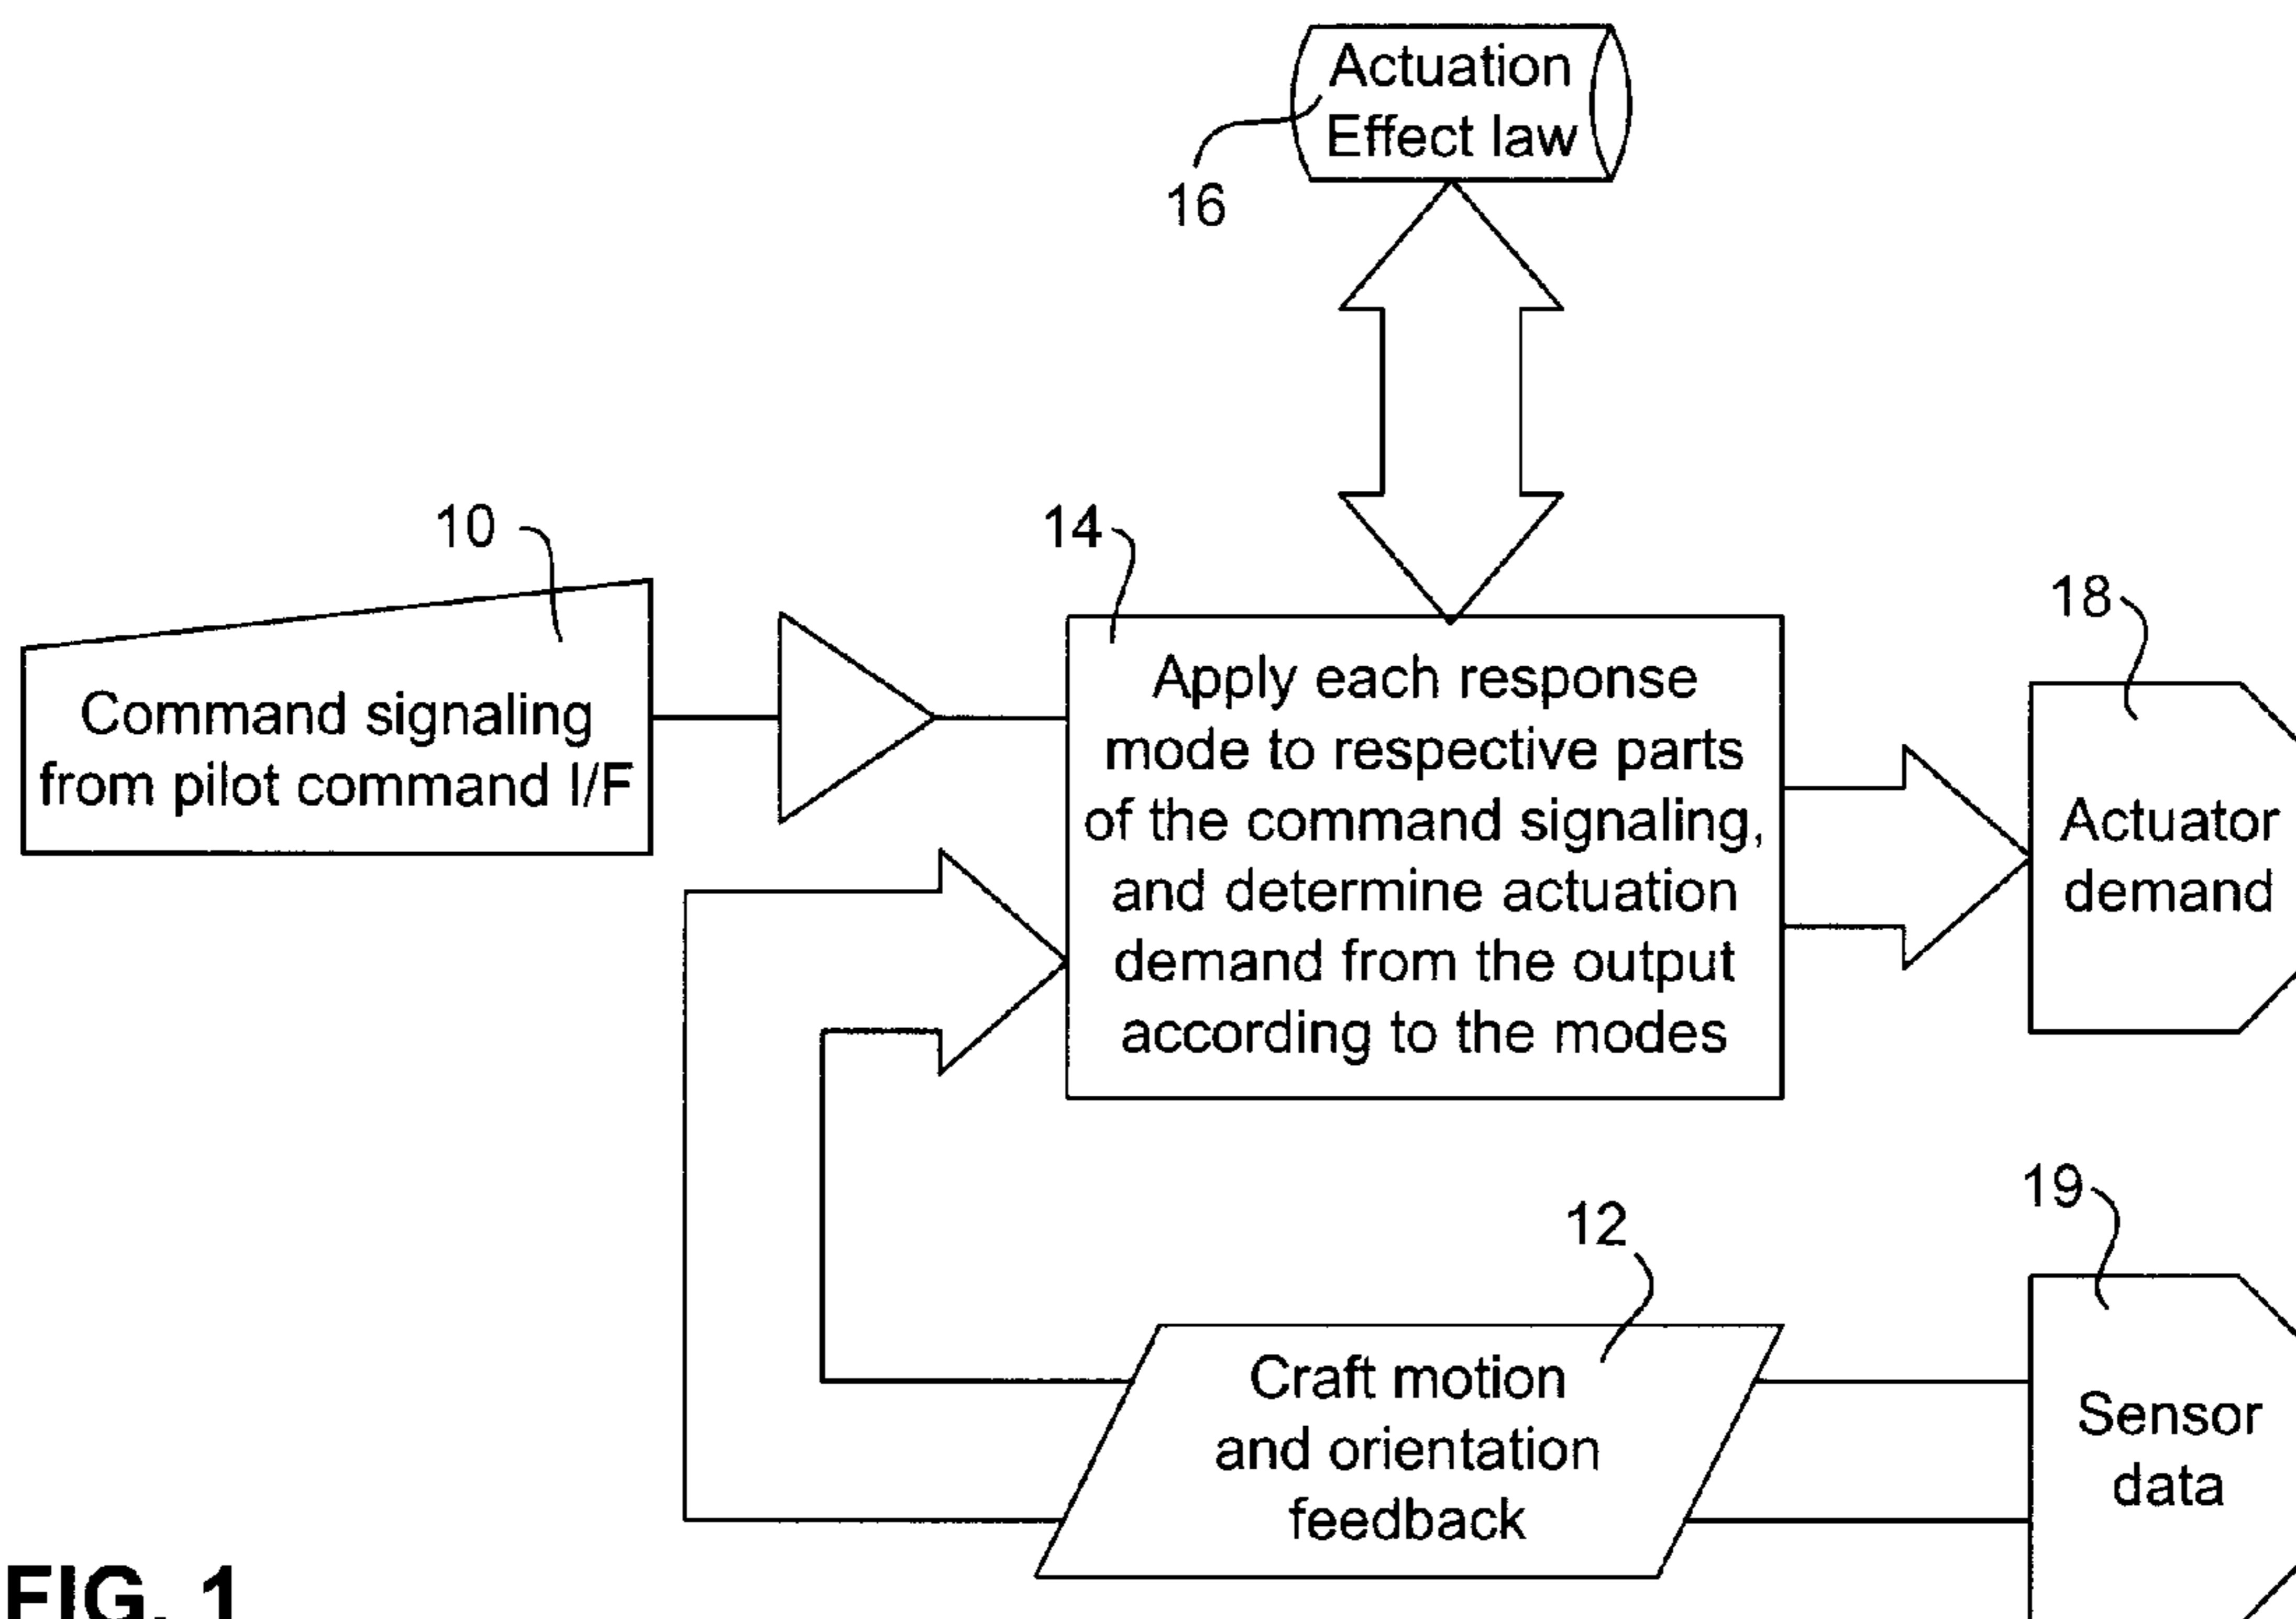 Actuation
Effect law
16
10
14
18
Command signaling
from pilot command I/F
Apply each response
mode to respective parts
of the command signaling,
and determine actuation
demand from the output
according to the modes
Actuator
demand
12
19
Craft motion
and orientation
feedback
Sensor
data
FIG. 1